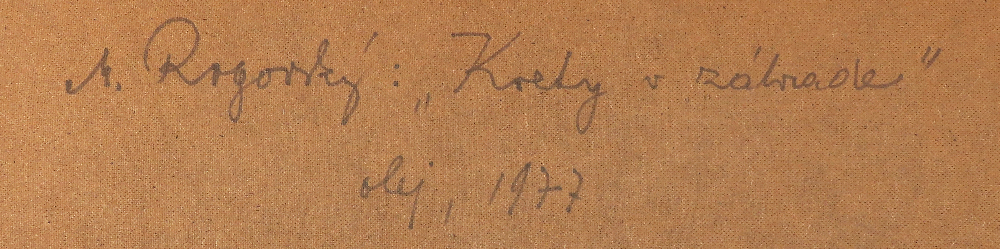 M. Rogovský: „Kvety v záhrade"
olej, 1977